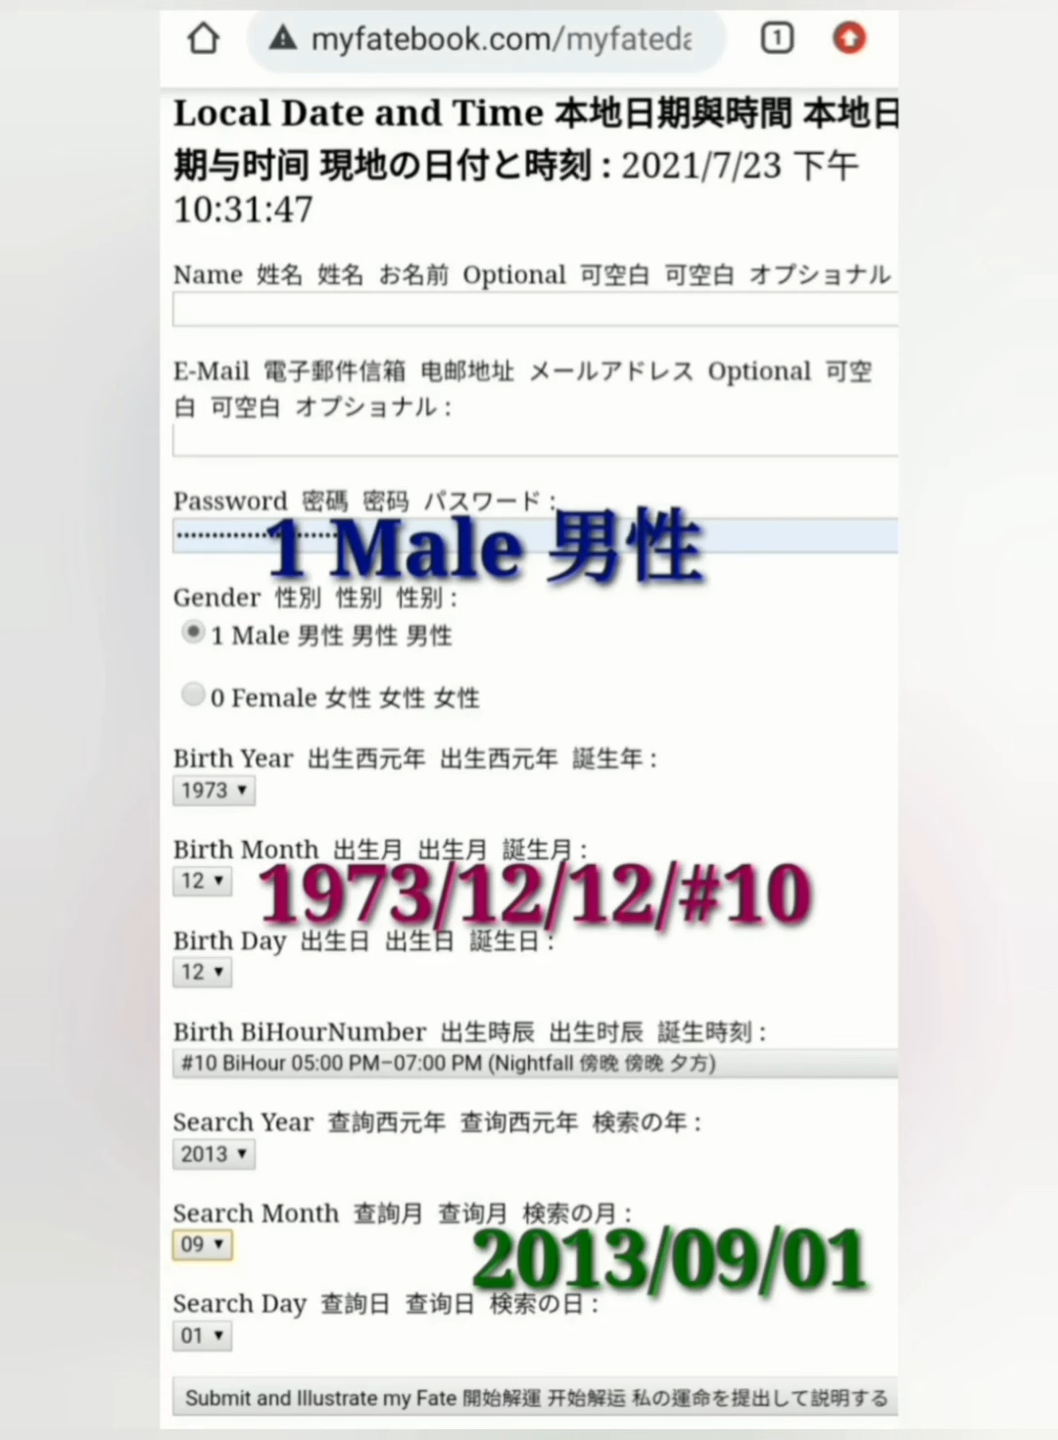 myfatebook.com/myfateda
1
Local Date and Time 本地日期與時間 本地日
期与时间 現地の日付と時刻 : 2021/7/23 下午
10:31:47
Name 姓名 姓名 お名前 Optional 可空白 可空白 オプショナル
E-Mail 電子郵件信箱 电邮地址 メールアドレス Optional 可空
白 可空白 オプショナル :
Password 密碼 密码 パスワード :
1 Male 男性
Gender 性別 性别 性别 :
1 Male 男性 男性 男性
0 Female 女性 女性 女性
Birth Year 出生西元年 出生西元年 誕生年 :
1973
Birth Month 出生月 出生月 誕生月 :
12
1973/12/12/#10
Birth Day 出生日 出生日 誕生日 :
12
Birth BiHourNumber 出生時辰 出生时辰 誕生時刻 :
#10 BiHour 05:00 PM–07:00 PM (Nightfall 傍晚 傍晚 夕方)
Search Year 查詢西元年 查询西元年 検索の年 :
2013
Search Month 查詢月 查询月 検索の月 :
09
2013/09/01
Search Day 查詢日 查询日 検索の日 :
01
Submit and Illustrate my Fate 開始解運 开始解运 私の運命を提出して説明する